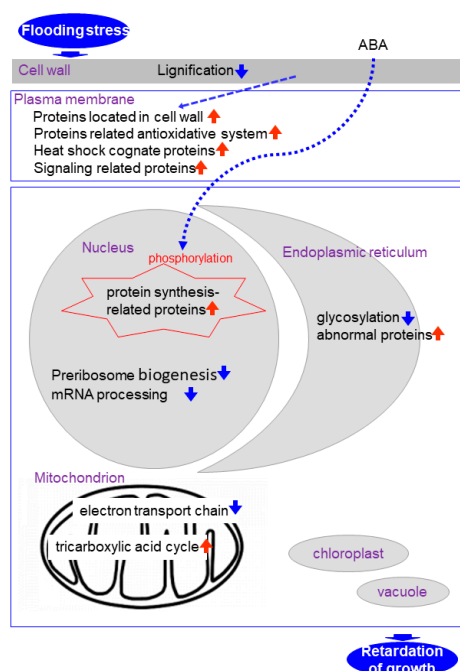 Flooding stress
ABA
Cell wall
Lignification
Plasma membrane
Proteins located in cell wall
Proteins related antioxidative system
Heat shock cognate proteins
Signaling related proteins
Nucleus
Endoplasmic reticulum
phosphorylation
protein synthesis-
related proteins
glycosylation
abnormal proteins
Preribosome biogenesis
mRNA processing
Mitochondrion
electron transport chain
tricarboxylic acid cycle
chloroplast
vacuole
Retardation
of growth